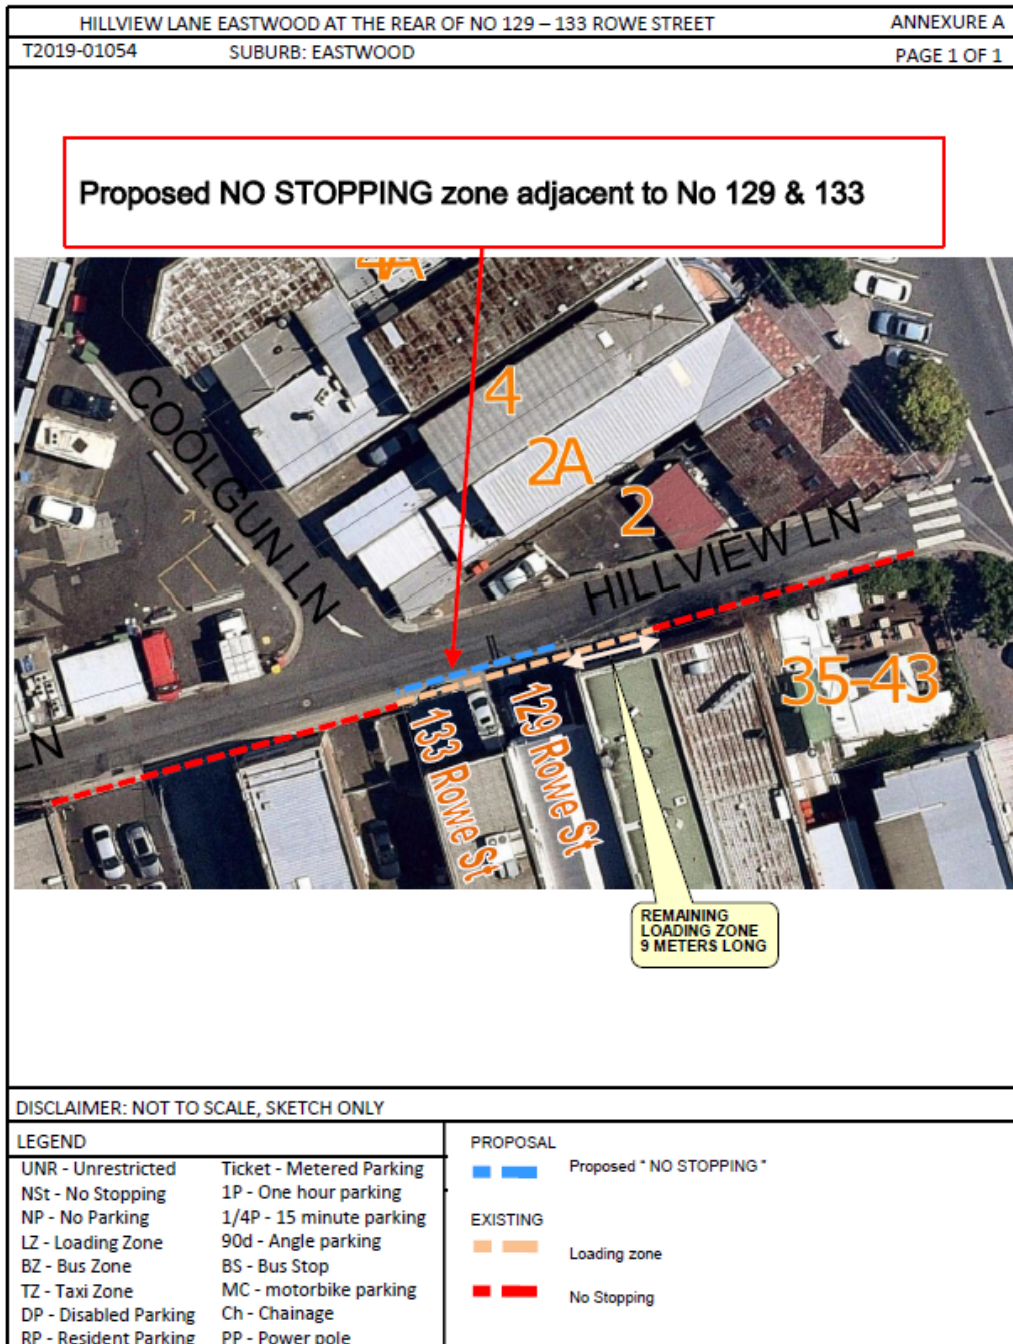 HILLVIEW LANE EASTWOOD AT THE REAR OF NO 129 – 133 ROWE STREET ANNEXURE A
T2019-01054 SUBURB: EASTWOOD PAGE 1 OF 1
Proposed NO STOPPING zone adjacent to No 129 & 133
4A
4
2A
2
COOLGUN LN
HILLVIEW LN
35-43
LN
133 Rowe St
129 Rowe St
REMAINING
LOADING ZONE
9 METERS LONG
DISCLAIMER: NOT TO SCALE, SKETCH ONLY
LEGEND
UNR - Unrestricted Ticket - Metered Parking
NSt - No Stopping 1P - One hour parking
NP - No Parking 1/4P - 15 minute parking
LZ - Loading Zone 90d - Angle parking
BZ - Bus Zone BS - Bus Stop
TZ - Taxi Zone MC - motorbike parking
DP - Disabled Parking Ch - Chainage
RP - Resident Parking PP - Power pole
PROPOSAL
Proposed " NO STOPPING "
EXISTING
Loading zone
No Stopping